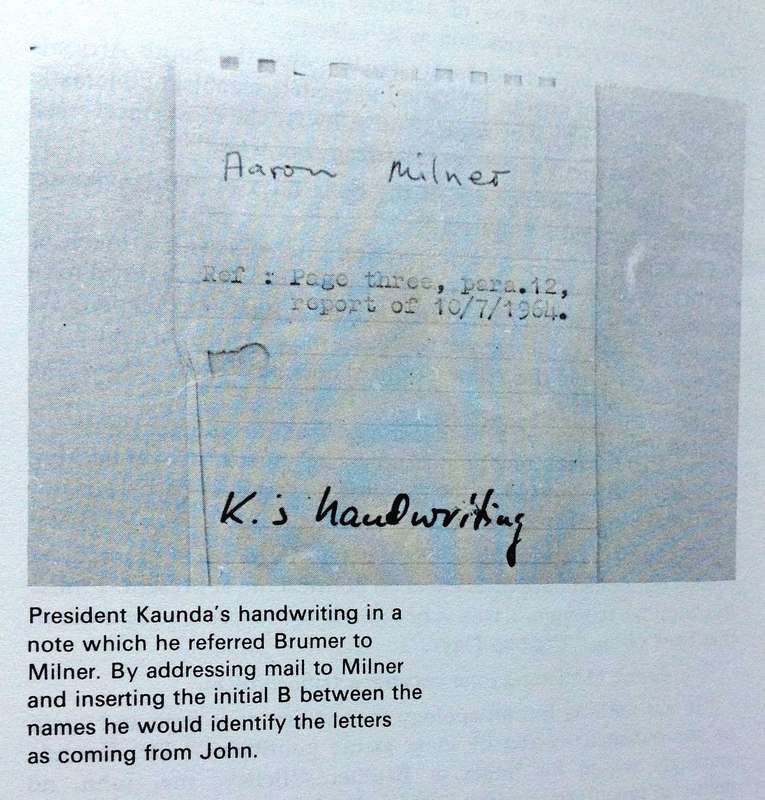 Aaron Milner
Ref : Page three, para.12,
report of 10/7/1964.
K.'s handwriting
President Kaunda's handwriting in a
note which he referred Brumer to
Milner. By addressing mail to Milner
and inserting the initial B between the
names he would identify the letters
as coming from John.